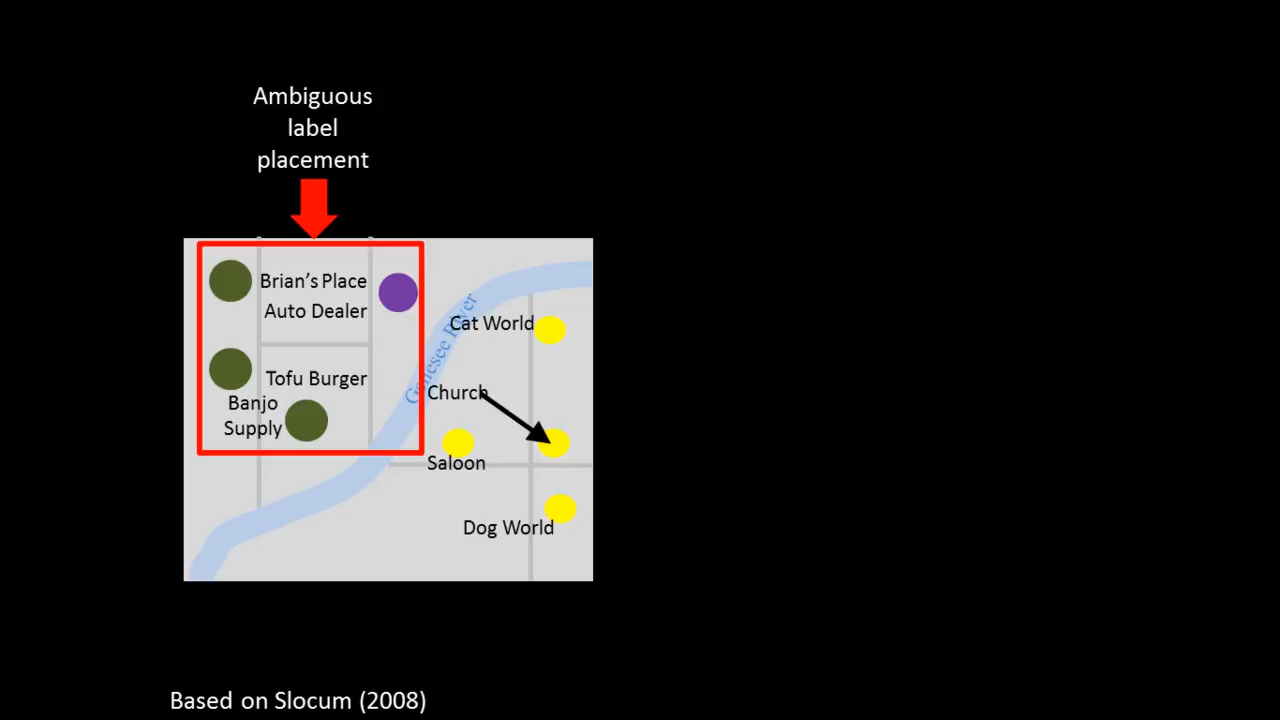 Ambiguous
label
placement
Brian's Place
Auto Dealer
Tofu Burger
Banjo
Supply
Genesee River
Cat World
Church
Saloon
Dog World
Based on Slocum (2008)